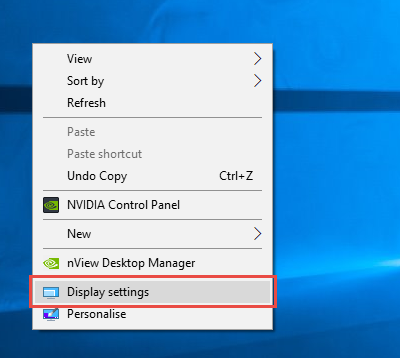 View
Sort by
Refresh
Paste
Paste shortcut
Undo Copy Ctrl+Z
NVIDIA Control Panel
New
nView Desktop Manager
Display settings
Personalise